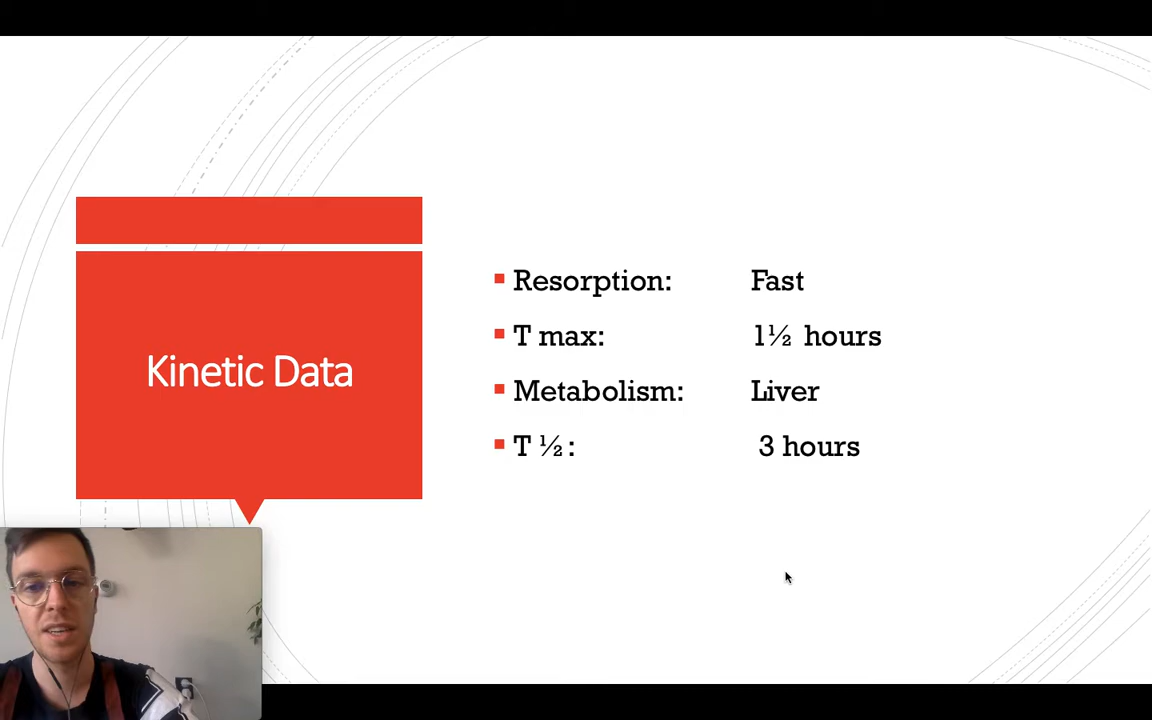 Kinetic Data
▪ Resorption: Fast
▪ T max: 1½ hours
▪ Metabolism: Liver
▪ T ½ : 3 hours